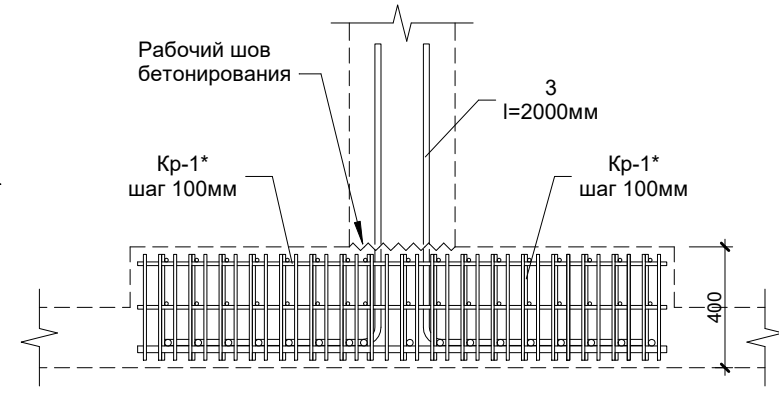 Рабочий шов
бетонирования
3
l=2000мм
Кр-1*
шаг 100мм
Кр-1*
шаг 100мм
400